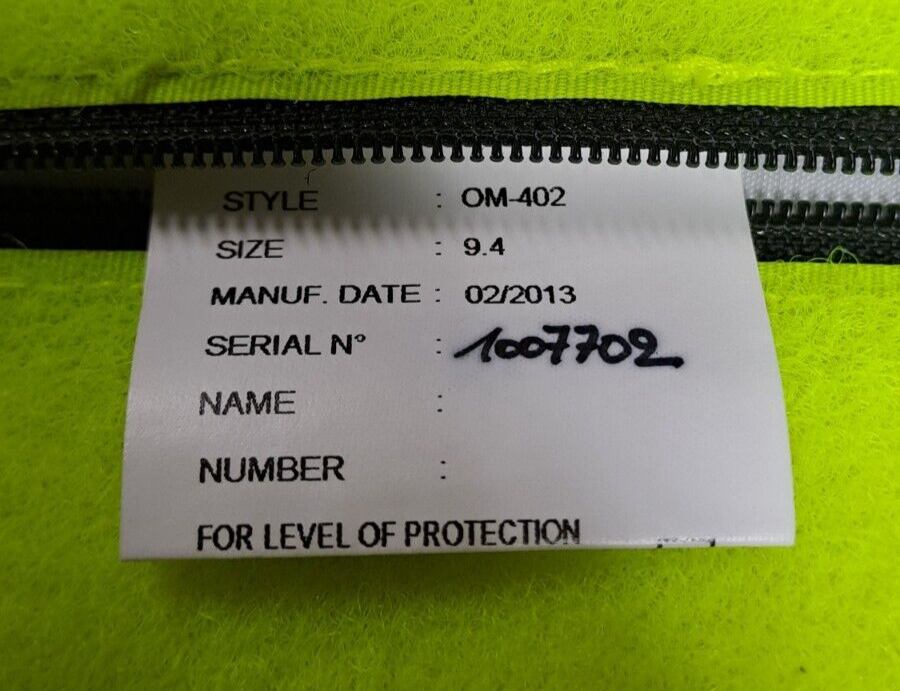 STYLE : OM-402
SIZE : 9.4
MANUF. DATE : 02/2013
SERIAL N° : 1007702
NAME :
NUMBER :
FOR LEVEL OF PROTECTION